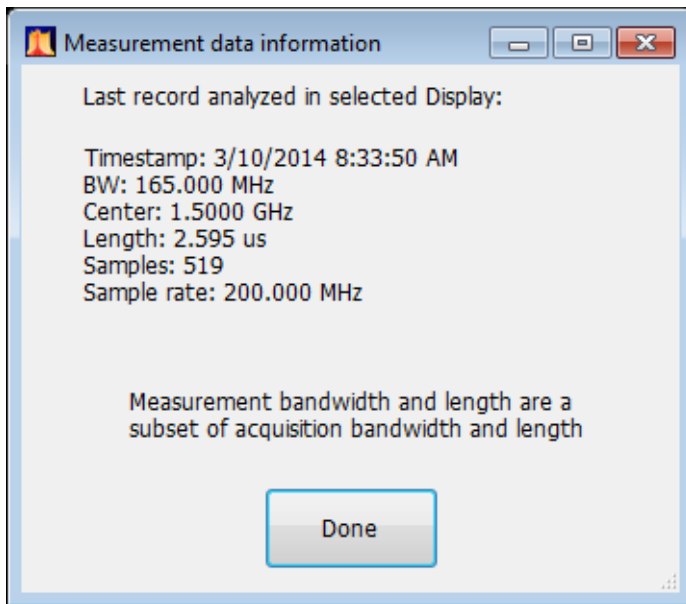 Measurement data information
Last record analyzed in selected Display:
Timestamp: 3/10/2014 8:33:50 AM
BW: 165.000 MHz
Center: 1.5000 GHz
Length: 2.595 us
Samples: 519
Sample rate: 200.000 MHz
Measurement bandwidth and length are a
subset of acquisition bandwidth and length
Done